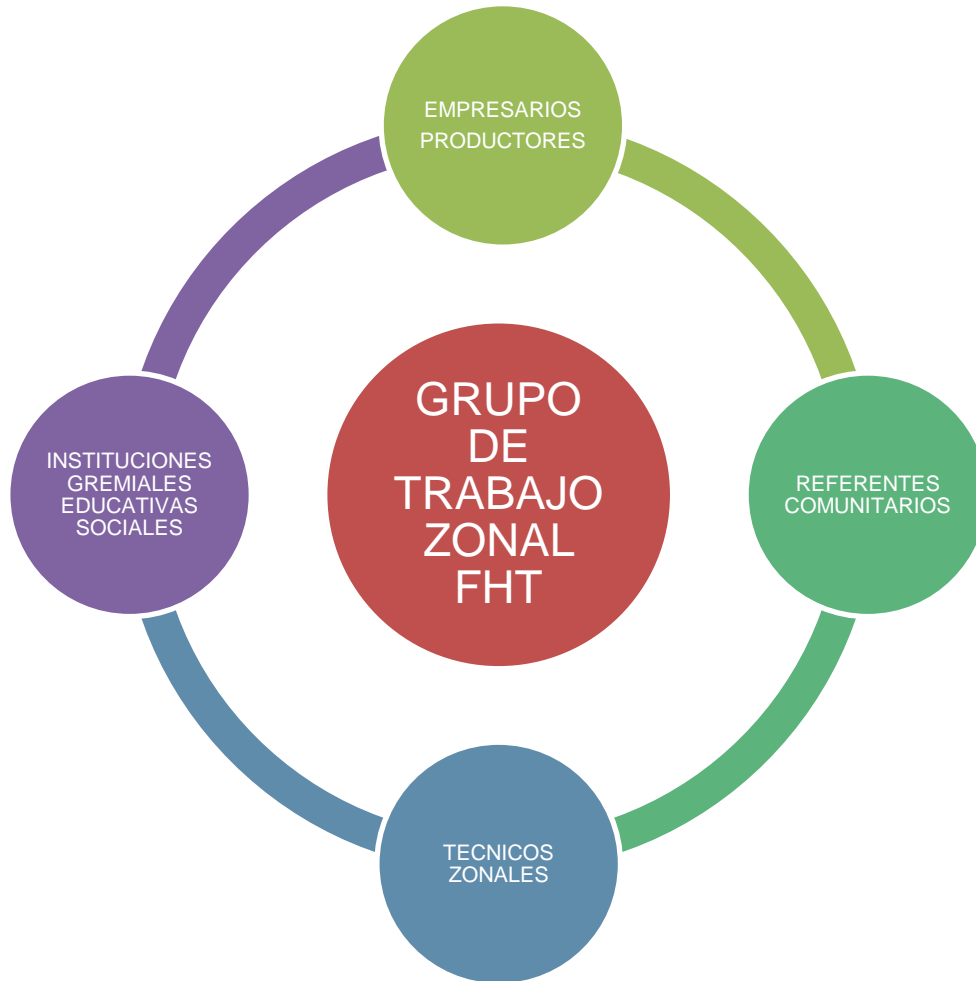 EMPRESARIOS
PRODUCTORES
INSTITUCIONES
GREMIALES
EDUCATIVAS
SOCIALES
GRUPO
DE
TRABAJO
ZONAL
FHT
REFERENTES
COMUNITARIOS
TECNICOS
ZONALES